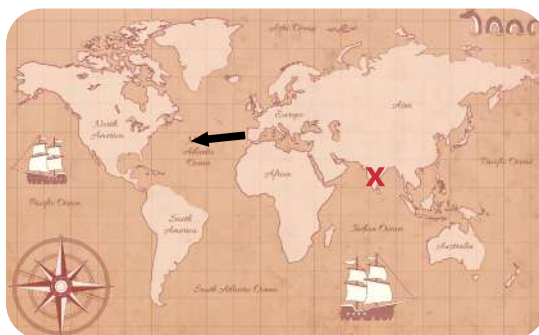 Arctic Ocean
North
America
Europe
Asia
Atlantic
Ocean
Pacific Ocean
Africa
Pacific Ocean
South
America
Indian Ocean
Australia
South Atlantic Ocean